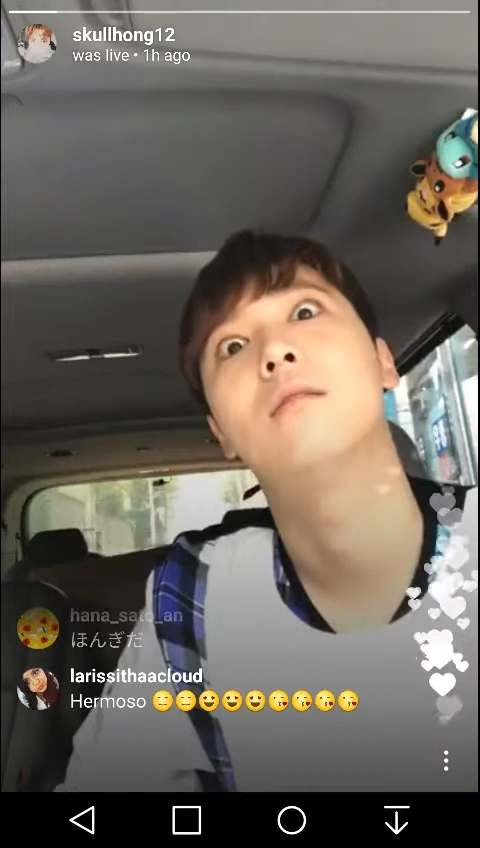 skullhong12
was live • 1h ago
hana_sato_an
ほんぎだ
larissithaacloud
Hermoso 😑😑😍😃😃😘😘😘😘